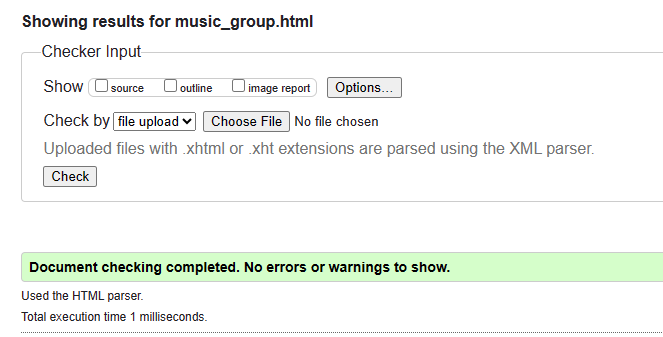 Showing results for music_group.html
Checker Input
Show source outline image report Options...
Check by file upload Choose File No file chosen
Uploaded files with .xhtml or .xht extensions are parsed using the XML parser.
Check
Document checking completed. No errors or warnings to show.
Used the HTML parser.
Total execution time 1 milliseconds.